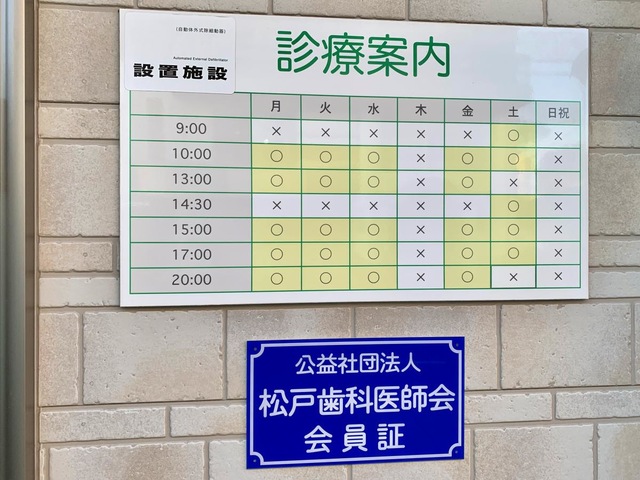 (自動体外式除細動器)
Automated External Defibrillator
設置施設
診療案内
月 火 水 木 金 土 日祝
9:00 × × × × × ○ ×
10:00 ○ ○ ○ × ○ ○ ×
13:00 ○ ○ ○ × ○ × ×
14:30 × × × × × ○ ×
15:00 ○ ○ ○ × ○ ○ ×
17:00 ○ ○ ○ × ○ ○ ×
20:00 ○ ○ ○ × ○ × ×
公益社団法人
松戸歯科医師会
会員証